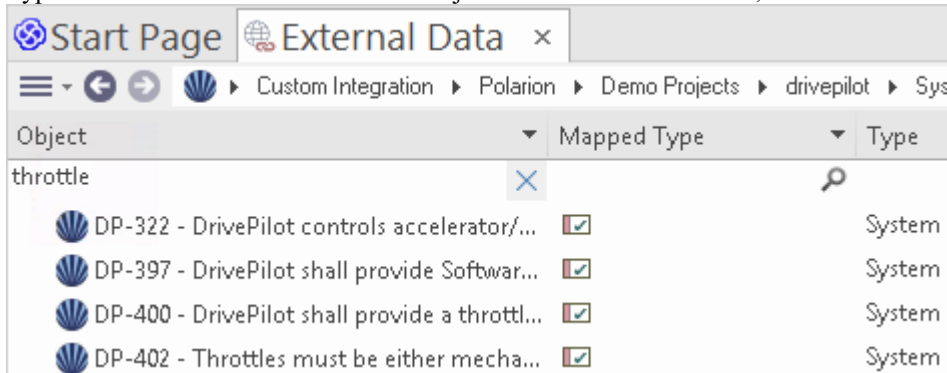 Start Page External Data ×
Custom Integration Polarion Demo Projects drivepilot Sys
Object Mapped Type Type
throttle
DP-322 - DrivePilot controls accelerator/... System
DP-397 - DrivePilot shall provide Softwar... System
DP-400 - DrivePilot shall provide a throttl... System
DP-402 - Throttles must be either mecha... System